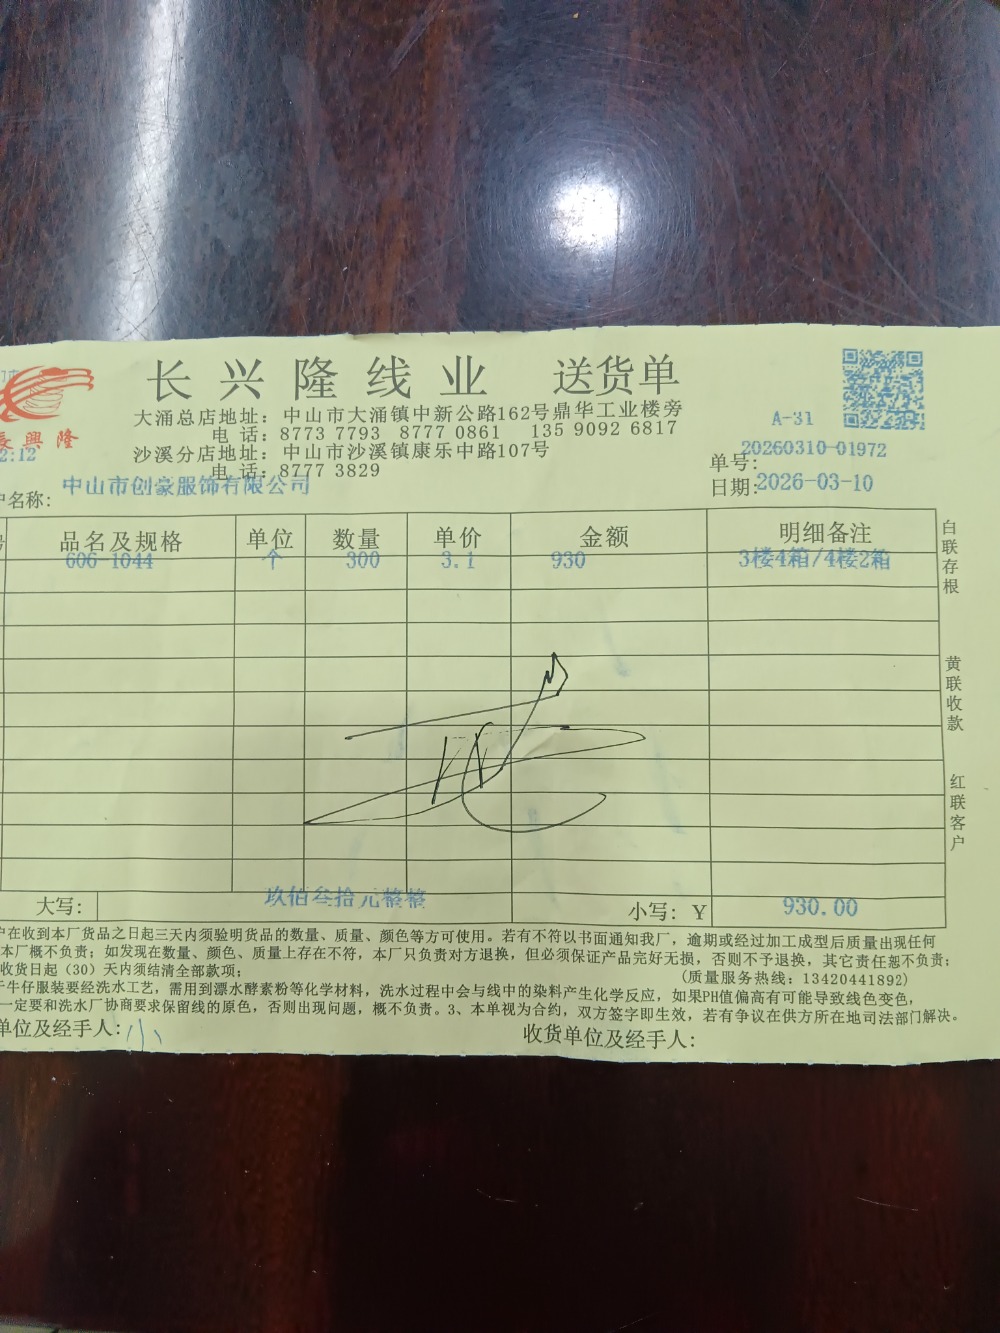 长兴隆线业 送货单
興隆
大涌总店地址：中山市大涌镇中新公路162号鼎华工业楼旁
电 话：8773 7793 8777 0861 135 9092 6817
A-31
沙溪分店地址：中山市沙溪镇康乐中路107号
电 话：8777 3829
2:12
单号：20260310-01972
日期：2026-03-10
户名称：中山市创豪服饰有限公司
品名及规格 单位 数量 单价 金额 明细备注
606-1044 个 300 3.1 930 3楼4箱/4楼2箱
白联存根
黄联收款
红联客户
大写： 玖佰叁拾元整整 小写：Y 930.00
户在收到本厂货品之日起三天内须验明货品的数量、质量、颜色等方可使用。若有不符以书面通知我厂，逾期或经过加工成型后质量出现任何
本厂概不负责；如发现在数量、颜色、质量上存在不符，本厂只负责对方退换，但必须保证产品完好无损，否则不予退换，其它责任恕不负责；
收货日起（30）天内须结清全部款项； （质量服务热线：13420441892）
牛仔服装要经洗水工艺，需用到漂水酵素粉等化学材料，洗水过程中会与线中的染料产生化学反应，如果PH值偏高有可能导致线色变色，
一定要和洗水厂协商要求保留线的原色，否则出现问题，概不负责。3、本单视为合约，双方签字即生效，若有争议在供方所在地司法部门解决。
单位及经手人： 收货单位及经手人：